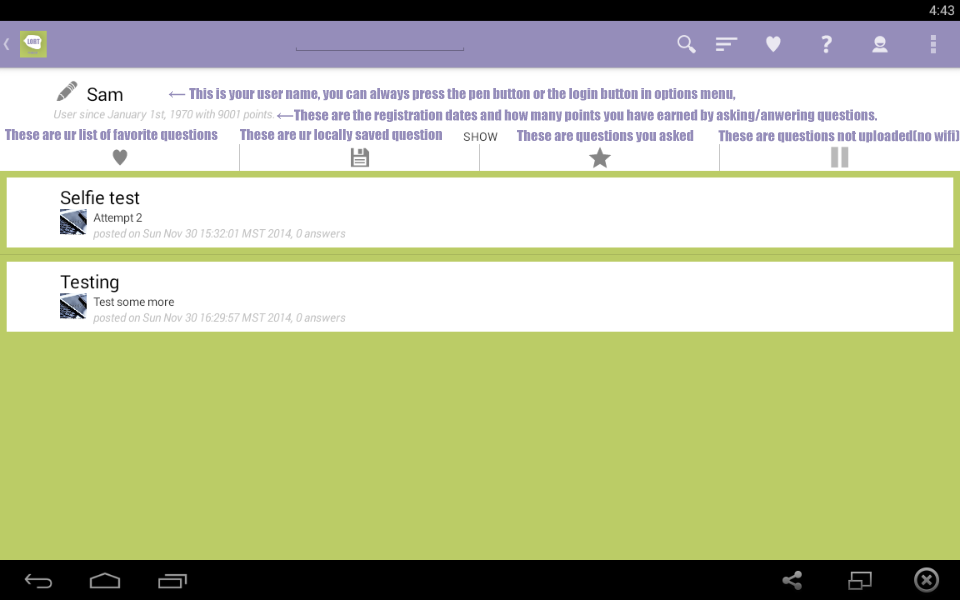 4:43
Sam ← This is your user name, you can always press the pen button or the login button in options menu,
User since January 1st, 1970 with 9001 points. ←These are the registration dates and how many points you have earned by asking/anwering questions.
These are ur list of favorite questions These are ur locally saved question SHOW These are questions you asked These are questions not uploaded(no wifi)
Selfie test
Attempt 2
posted on Sun Nov 30 15:32:01 MST 2014, 0 answers
Testing
Test some more
posted on Sun Nov 30 16:29:57 MST 2014, 0 answers